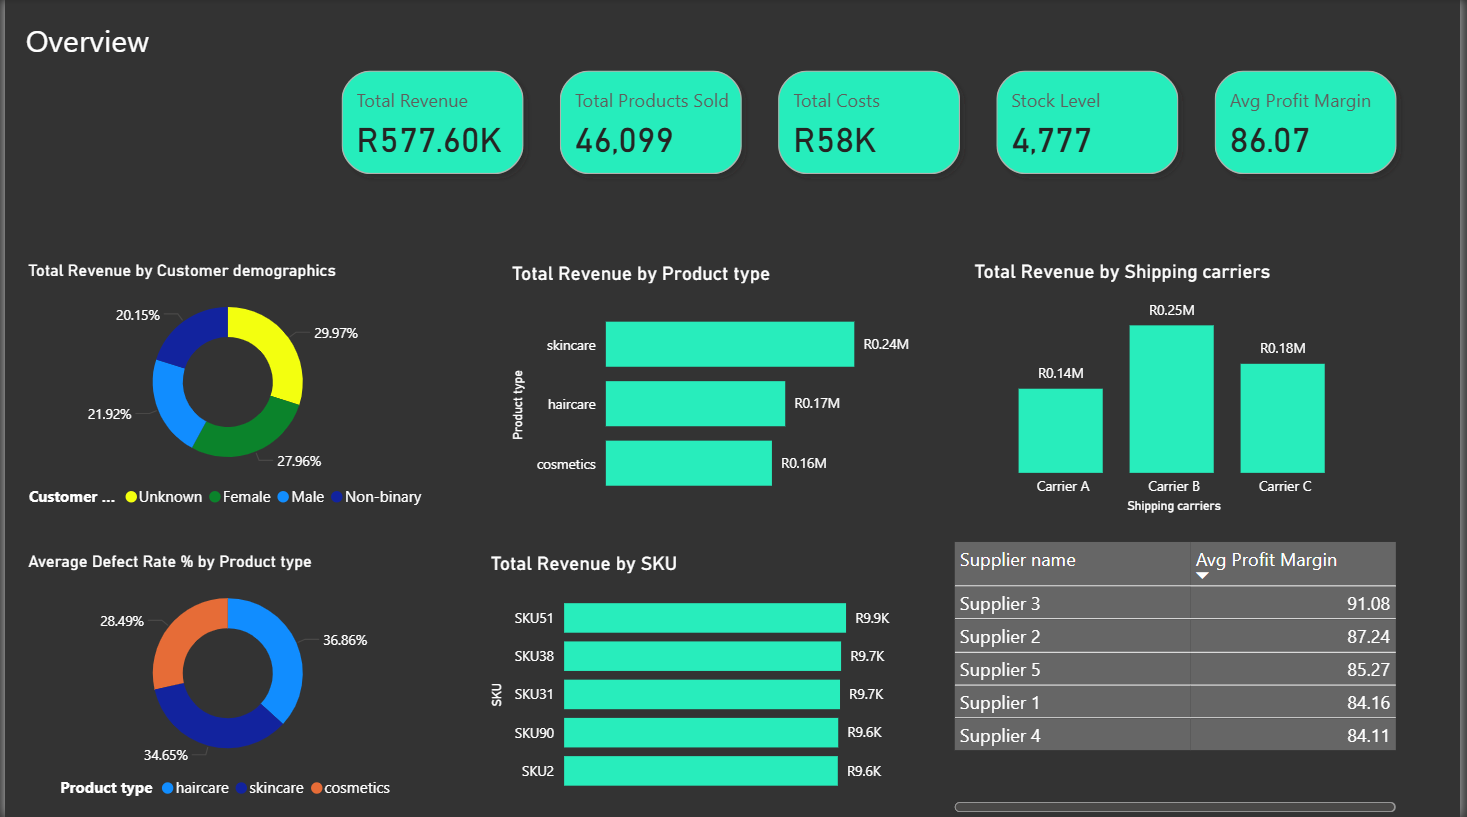 Overview
Total Revenue
R577.60K
Total Products Sold
46,099
Total Costs
R58K
Stock Level
4,777
Avg Profit Margin
86.07
Total Revenue by Customer demographics
20.15%
29.97%
21.92%
27.96%
Customer ... Unknown Female Male Non-binary
Total Revenue by Product type
Product type
skincare R0.24M
haircare R0.17M
cosmetics R0.16M
Total Revenue by Shipping carriers
R0.14M
R0.25M
R0.18M
Carrier A Carrier B Carrier C
Shipping carriers
Average Defect Rate % by Product type
28.49%
36.86%
34.65%
Product type haircare skincare cosmetics
Total Revenue by SKU
SKU
SKU51 R9.9K
SKU38 R9.7K
SKU31 R9.7K
SKU90 R9.6K
SKU2 R9.6K
Supplier name Avg Profit Margin
Supplier 3 91.08
Supplier 2 87.24
Supplier 5 85.27
Supplier 1 84.16
Supplier 4 84.11